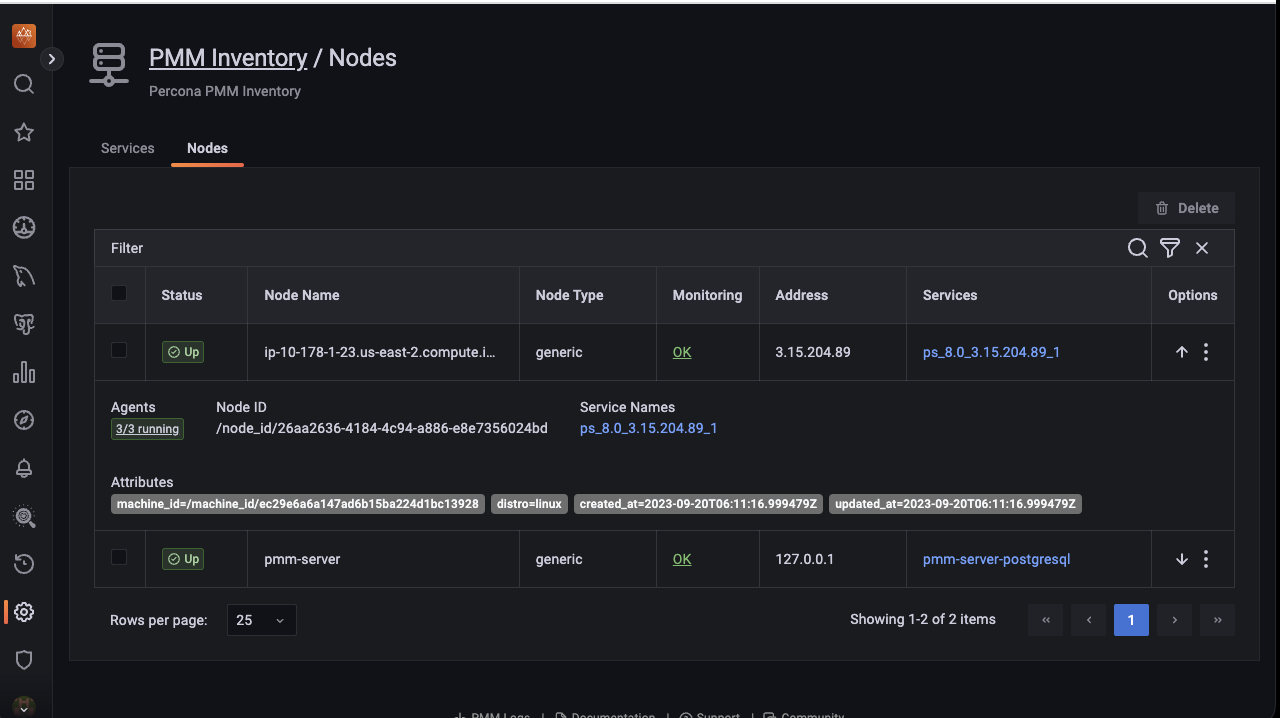 PMM Inventory / Nodes
Percona PMM Inventory
Services Nodes
Delete
Filter
Status Node Name Node Type Monitoring Address Services Options
Up ip-10-178-1-23.us-east-2.compute.i... generic OK 3.15.204.89 ps_8.0_3.15.204.89_1
Agents Node ID Service Names
3/3 running /node_id/26aa2636-4184-4c94-a886-e8e7356024bd ps_8.0_3.15.204.89_1
Attributes
machine_id=/machine_id/ec29e6a6a147ad6b15ba224d1bc13928 distro=linux created_at=2023-09-20T06:11:16.999479Z updated_at=2023-09-20T06:11:16.999479Z
Up pmm-server generic OK 127.0.0.1 pmm-server-postgresql
Rows per page: 25 Showing 1-2 of 2 items « ‹ 1 › »
PMM Logs | Documentation | Support | Community